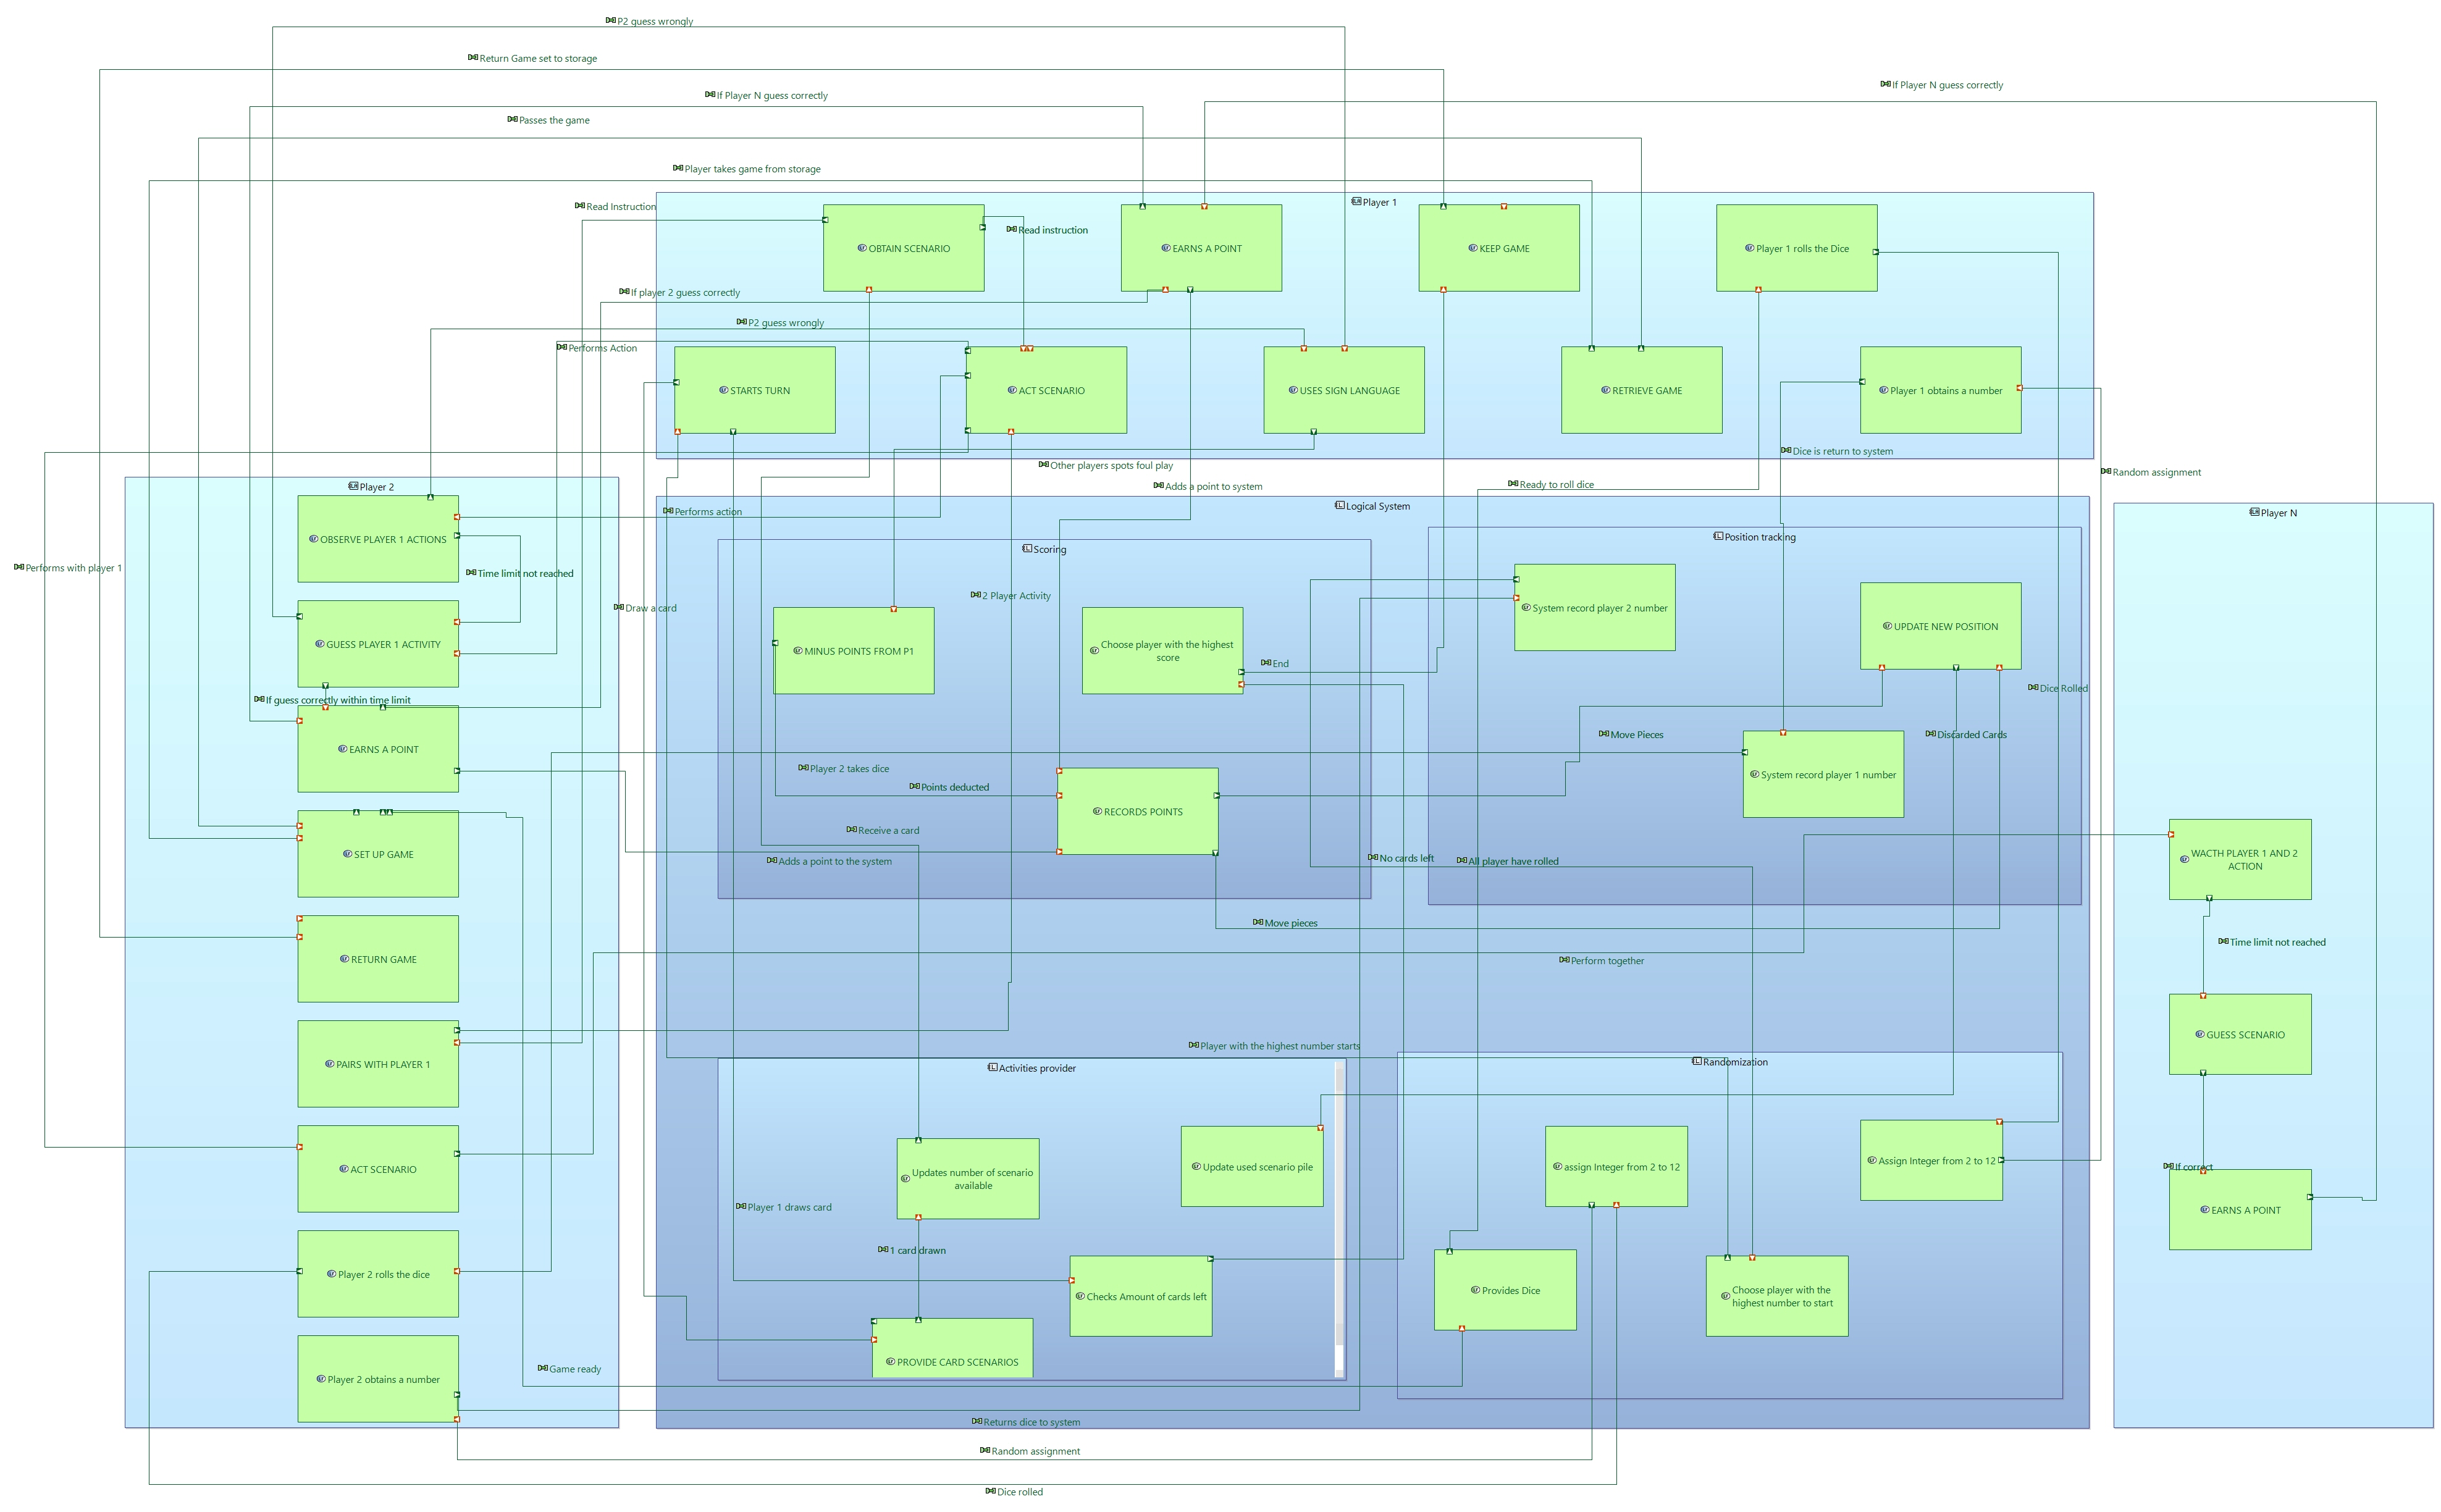 P2 guess wrongly
Return Game set to storage
If Player N guess correctly
If Player N guess correctly
Passes the game
Player takes game from storage
Player 1
Read Instruction
Read instruction
OBTAIN SCENARIO
EARNS A POINT
KEEP GAME
Player 1 rolls the Dice
If player 2 guess correctly
P2 guess wrongly
Performs Action
STARTS TURN
ACT SCENARIO
USES SIGN LANGUAGE
RETRIEVE GAME
Player 1 obtains a number
Dice is return to system
Other players spots foul play
Random assignment
Player 2
Adds a point to system
Ready to roll dice
Performs action
Logical System
Player N
OBSERVE PLAYER 1 ACTIONS
Scoring
Position tracking
Performs with player 1
Time limit not reached
2 Player Activity
Draw a card
System record player 2 number
UPDATE NEW POSITION
GUESS PLAYER 1 ACTIVITY
MINUS POINTS FROM P1
Choose player with the highest
score
End
Dice Rolled
If guess correctly within time limit
Move Pieces
Discarded Cards
EARNS A POINT
Player 2 takes dice
System record player 1 number
Points deducted
RECORDS POINTS
Receive a card
SET UP GAME
Adds a point to the system
No cards left
All player have rolled
WACTH PLAYER 1 AND 2
ACTION
Move pieces
Time limit not reached
RETURN GAME
Perform together
GUESS SCENARIO
Player with the highest number starts
PAIRS WITH PLAYER 1
Activities provider
Randomization
ACT SCENARIO
Updates number of scenario
available
Update used scenario pile
assign Integer from 2 to 12
Assign Integer from 2 to 12
If correct
Player 1 draws card
EARNS A POINT
1 card drawn
Player 2 rolls the dice
Checks Amount of cards left
Provides Dice
Choose player with the
highest number to start
PROVIDE CARD SCENARIOS
Game ready
Player 2 obtains a number
Returns dice to system
Random assignment
Dice rolled